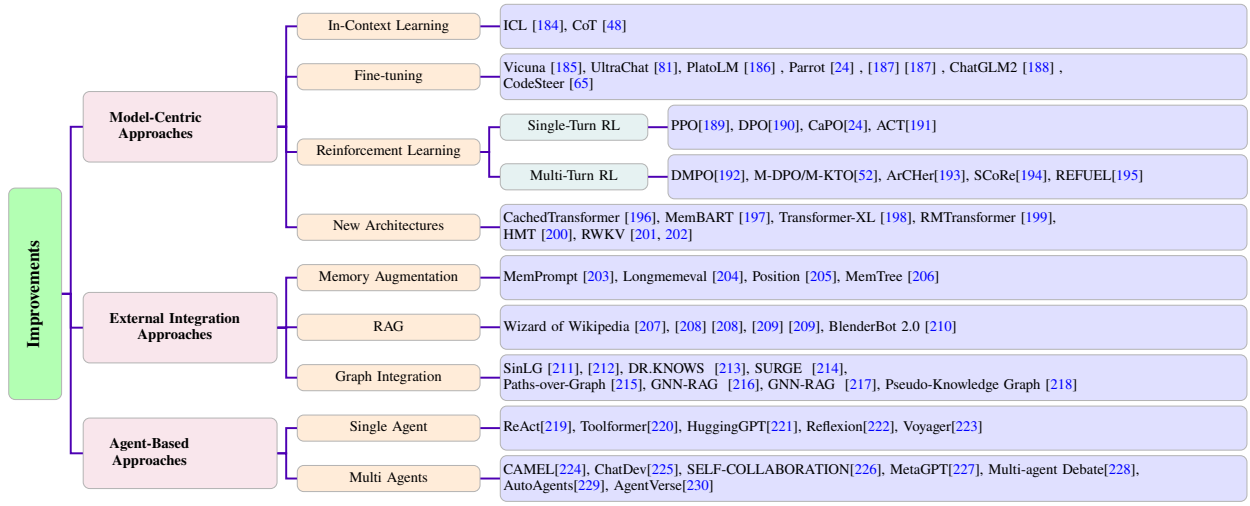 Improvements
Model-Centric
Approaches
In-Context Learning
ICL [184], CoT [48]
Fine-tuning
Vicuna [185], UltraChat [81], PlatoLM [186] , Parrot [24] , [187] [187] , ChatGLM2 [188] ,
CodeSteer [65]
Reinforcement Learning
Single-Turn RL
PPO[189], DPO[190], CaPO[24], ACT[191]
Multi-Turn RL
DMPO[192], M-DPO/M-KTO[52], ArCHer[193], SCoRe[194], REFUEL[195]
New Architectures
CachedTransformer [196], MemBART [197], Transformer-XL [198], RMTransformer [199],
HMT [200], RWKV [201, 202]
External Integration
Approaches
Memory Augmentation
MemPrompt [203], Longmemeval [204], Position [205], MemTree [206]
RAG
Wizard of Wikipedia [207], [208] [208], [209] [209], BlenderBot 2.0 [210]
Graph Integration
SinLG [211], [212], DR.KNOWS [213], SURGE [214],
Paths-over-Graph [215], GNN-RAG [216], GNN-RAG [217], Pseudo-Knowledge Graph [218]
Agent-Based
Approaches
Single Agent
ReAct[219], Toolformer[220], HuggingGPT[221], Reflexion[222], Voyager[223]
Multi Agents
CAMEL[224], ChatDev[225], SELF-COLLABORATION[226], MetaGPT[227], Multi-agent Debate[228],
AutoAgents[229], AgentVerse[230]